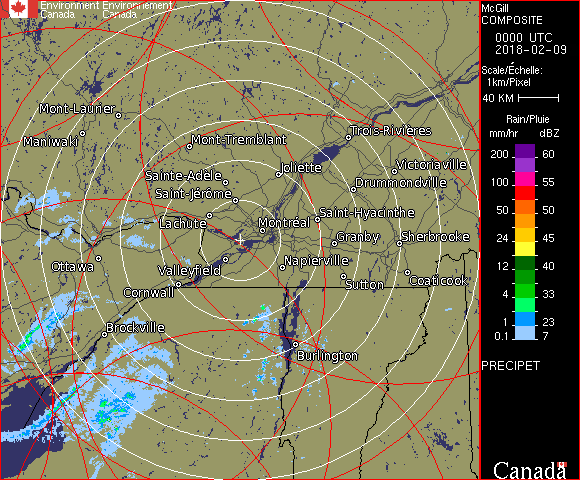 Environment Environnement
Canada Canada
McGill
COMPOSITE
0000 UTC
2018-02-09
Scale/Échelle:
1km/Pixel
40 KM
Rain/Pluie
mm/hr dBZ
200 60
155
100 55
50 50
24 45
12 40
4 33
1 23
0.1 7
PRECIPET
Canada
Mont-Laurier
Maniwaki
Mont-Tremblant
Trois-Rivières
Joliette
Victoriaville
Sainte-Adèle
Drummondville
Saint-Jérôme
Lachute
Saint-Hyacinthe
Montréal
Granby
Sherbrooke
Ottawa
Valleyfield
Napierville
Cornwall
Sutton
Coaticook
Brockville
Burlington